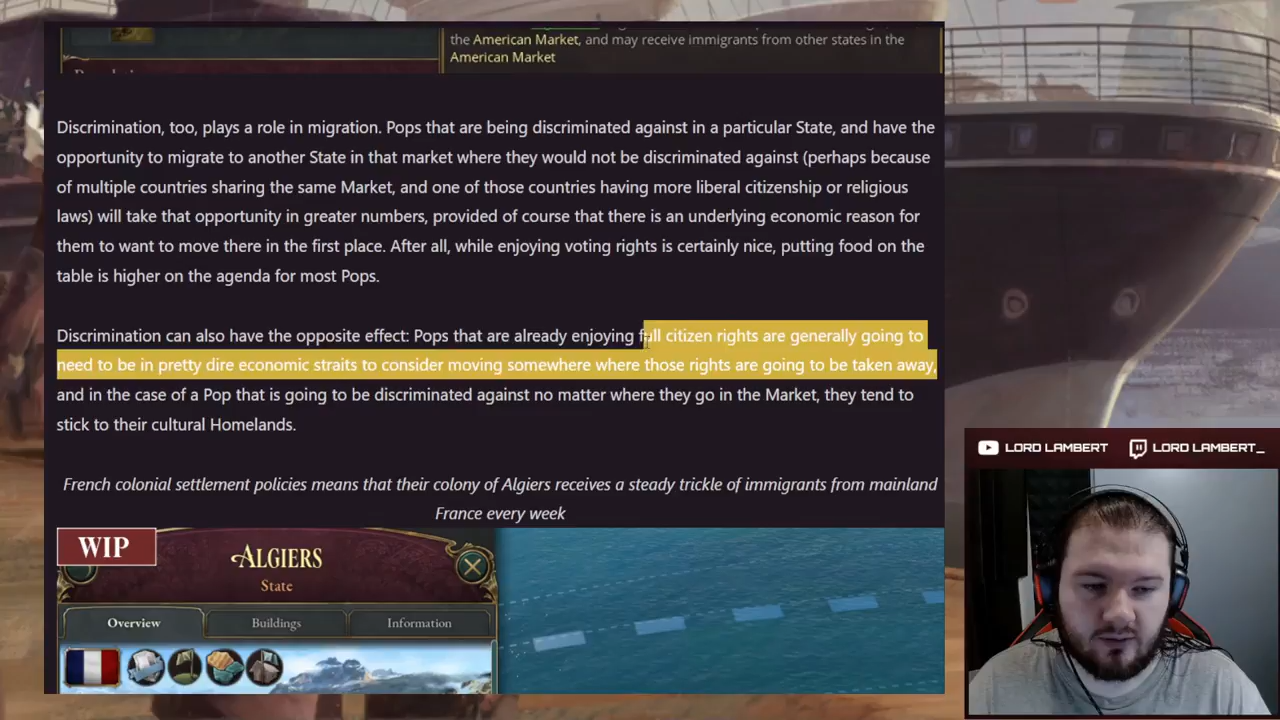 the American Market, and may receive immigrants from other states in the
American Market
Discrimination, too, plays a role in migration. Pops that are being discriminated against in a particular State, and have the
opportunity to migrate to another State in that market where they would not be discriminated against (perhaps because
of multiple countries sharing the same Market, and one of those countries having more liberal citizenship or religious
laws) will take that opportunity in greater numbers, provided of course that there is an underlying economic reason for
them to want to move there in the first place. After all, while enjoying voting rights is certainly nice, putting food on the
table is higher on the agenda for most Pops.
Discrimination can also have the opposite effect: Pops that are already enjoying full citizen rights are generally going to
need to be in pretty dire economic straits to consider moving somewhere where those rights are going to be taken away,
and in the case of a Pop that is going to be discriminated against no matter where they go in the Market, they tend to
stick to their cultural Homelands.
French colonial settlement policies means that their colony of Algiers receives a steady trickle of immigrants from mainland
France every week
WIP
ALGIERS
State
Overview Buildings Information
LORD LAMBERT LORD LAMBERT_